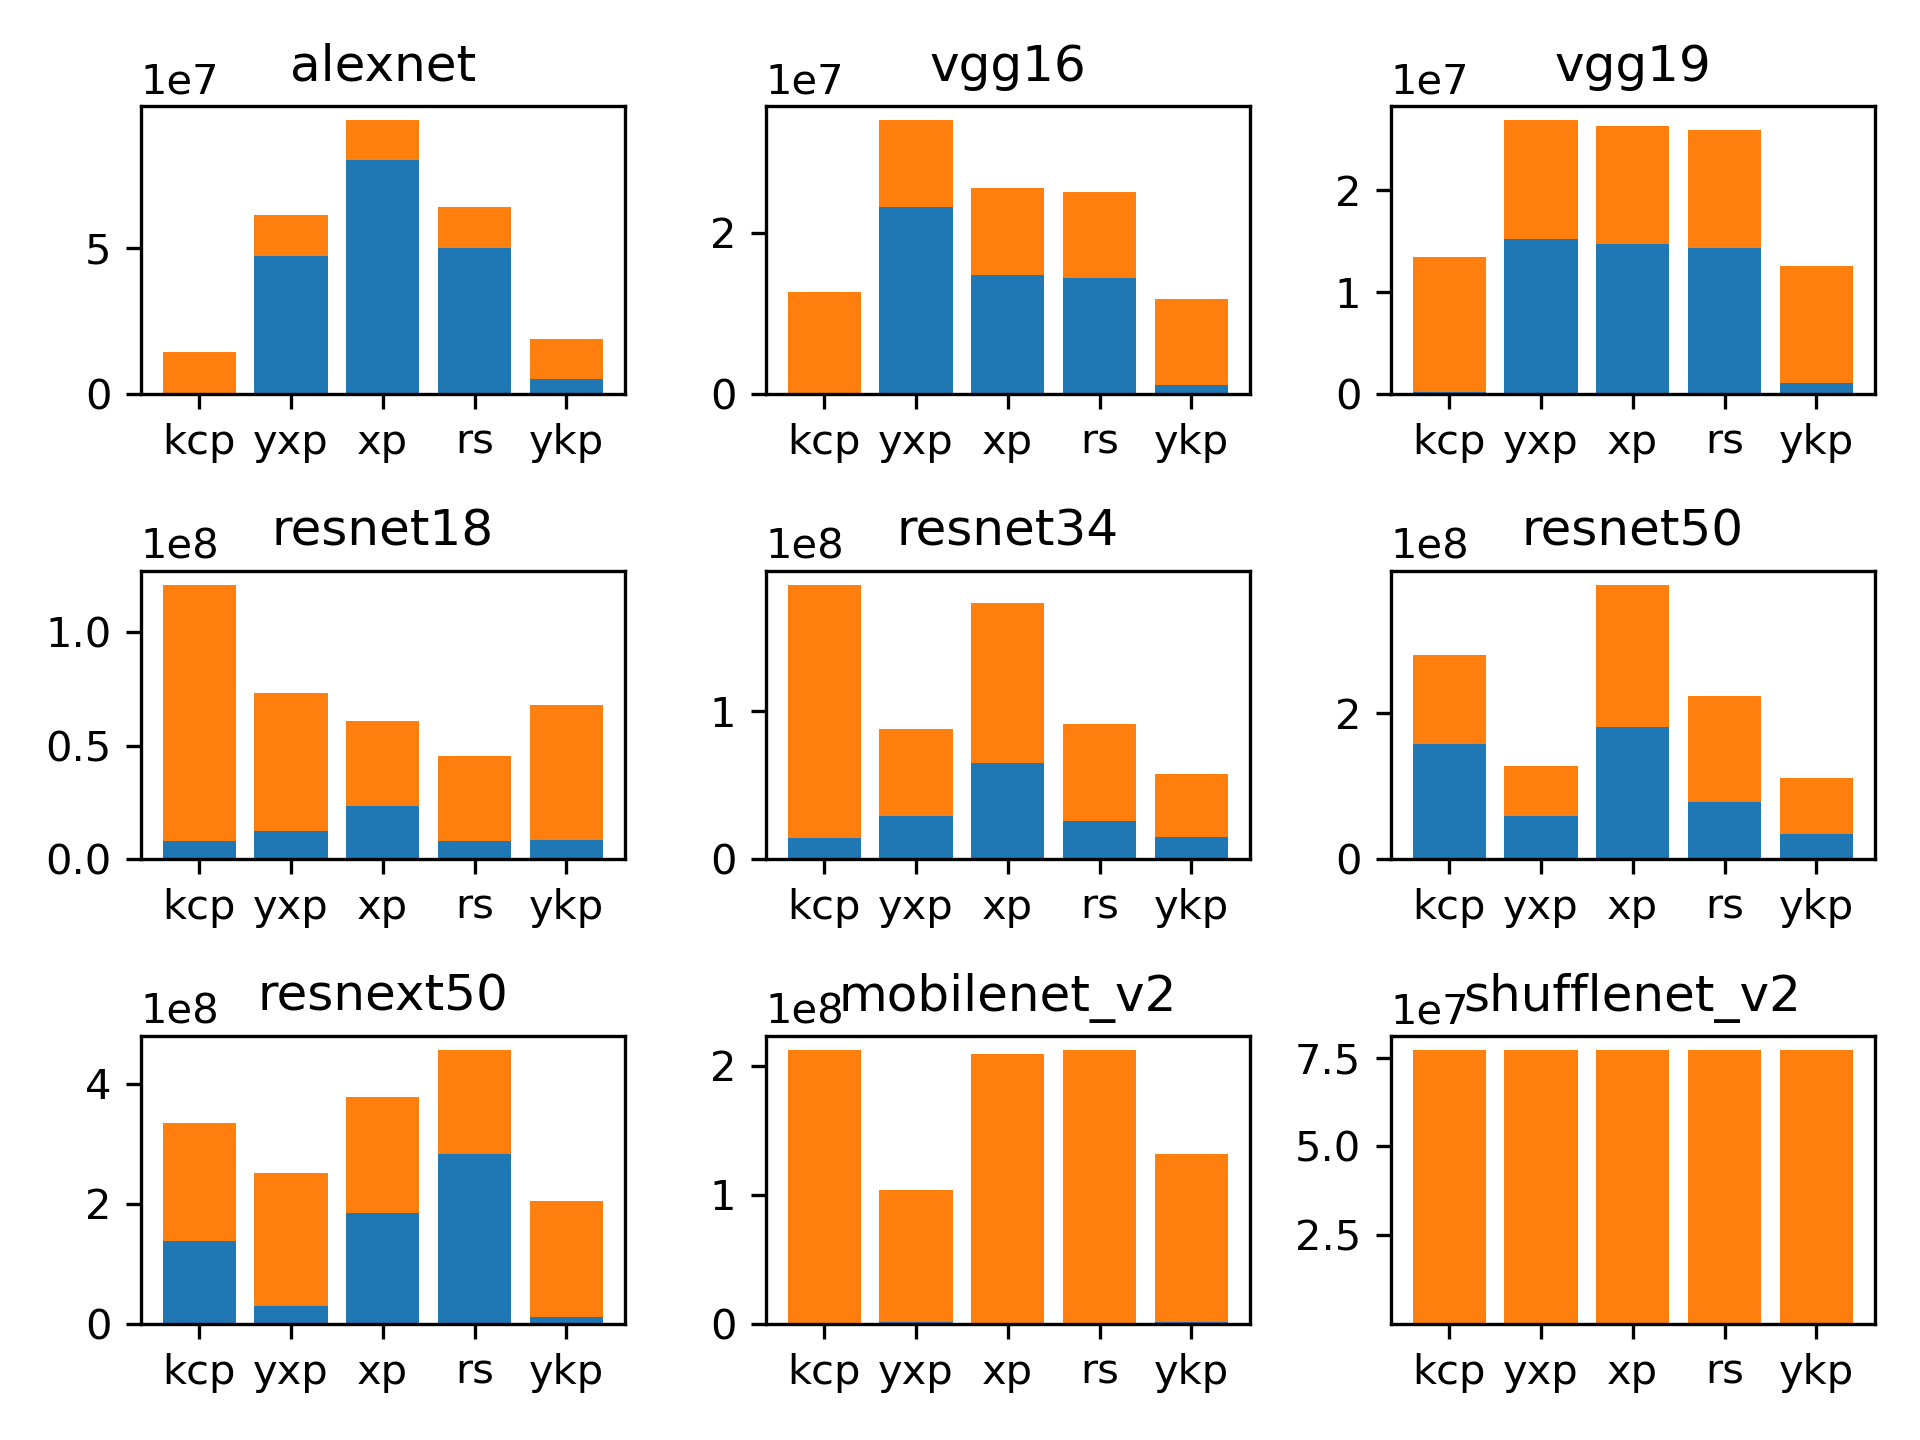 alexnet
1e7
5
0
kcp yxp xp rs ykp
vgg16
1e7
2
0
kcp yxp xp rs ykp
vgg19
1e7
2
1
0
kcp yxp xp rs ykp
resnet18
1e8
1.0
0.5
0.0
kcp yxp xp rs ykp
resnet34
1e8
1
0
kcp yxp xp rs ykp
resnet50
1e8
2
0
kcp yxp xp rs ykp
resnext50
1e8
4
2
0
kcp yxp xp rs ykp
mobilenet_v2
1e8
2
1
0
kcp yxp xp rs ykp
shufflenet_v2
1e7
7.5
5.0
2.5
kcp yxp xp rs ykp